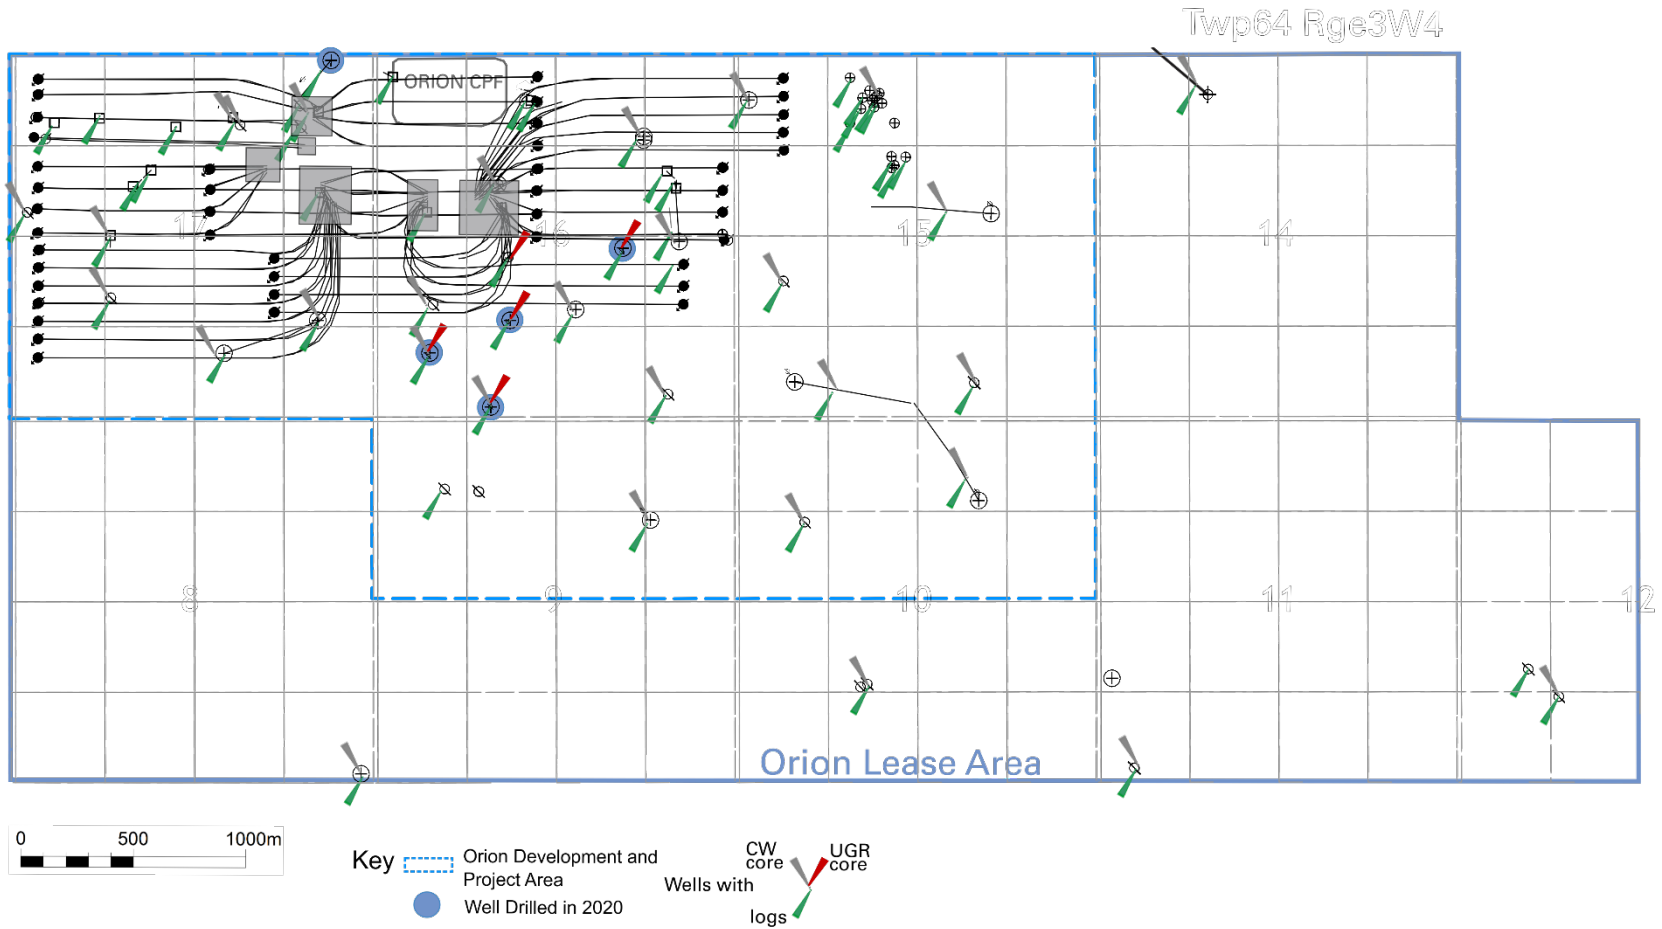 Twp64 Rge3W4
ORION CPF
17
16
15
14
8
9
10
11
12
Orion Lease Area
0 500 1000m
Key
Orion Development and
Project Area
Well Drilled in 2020
CW
core
UGR
core
Wells with
logs